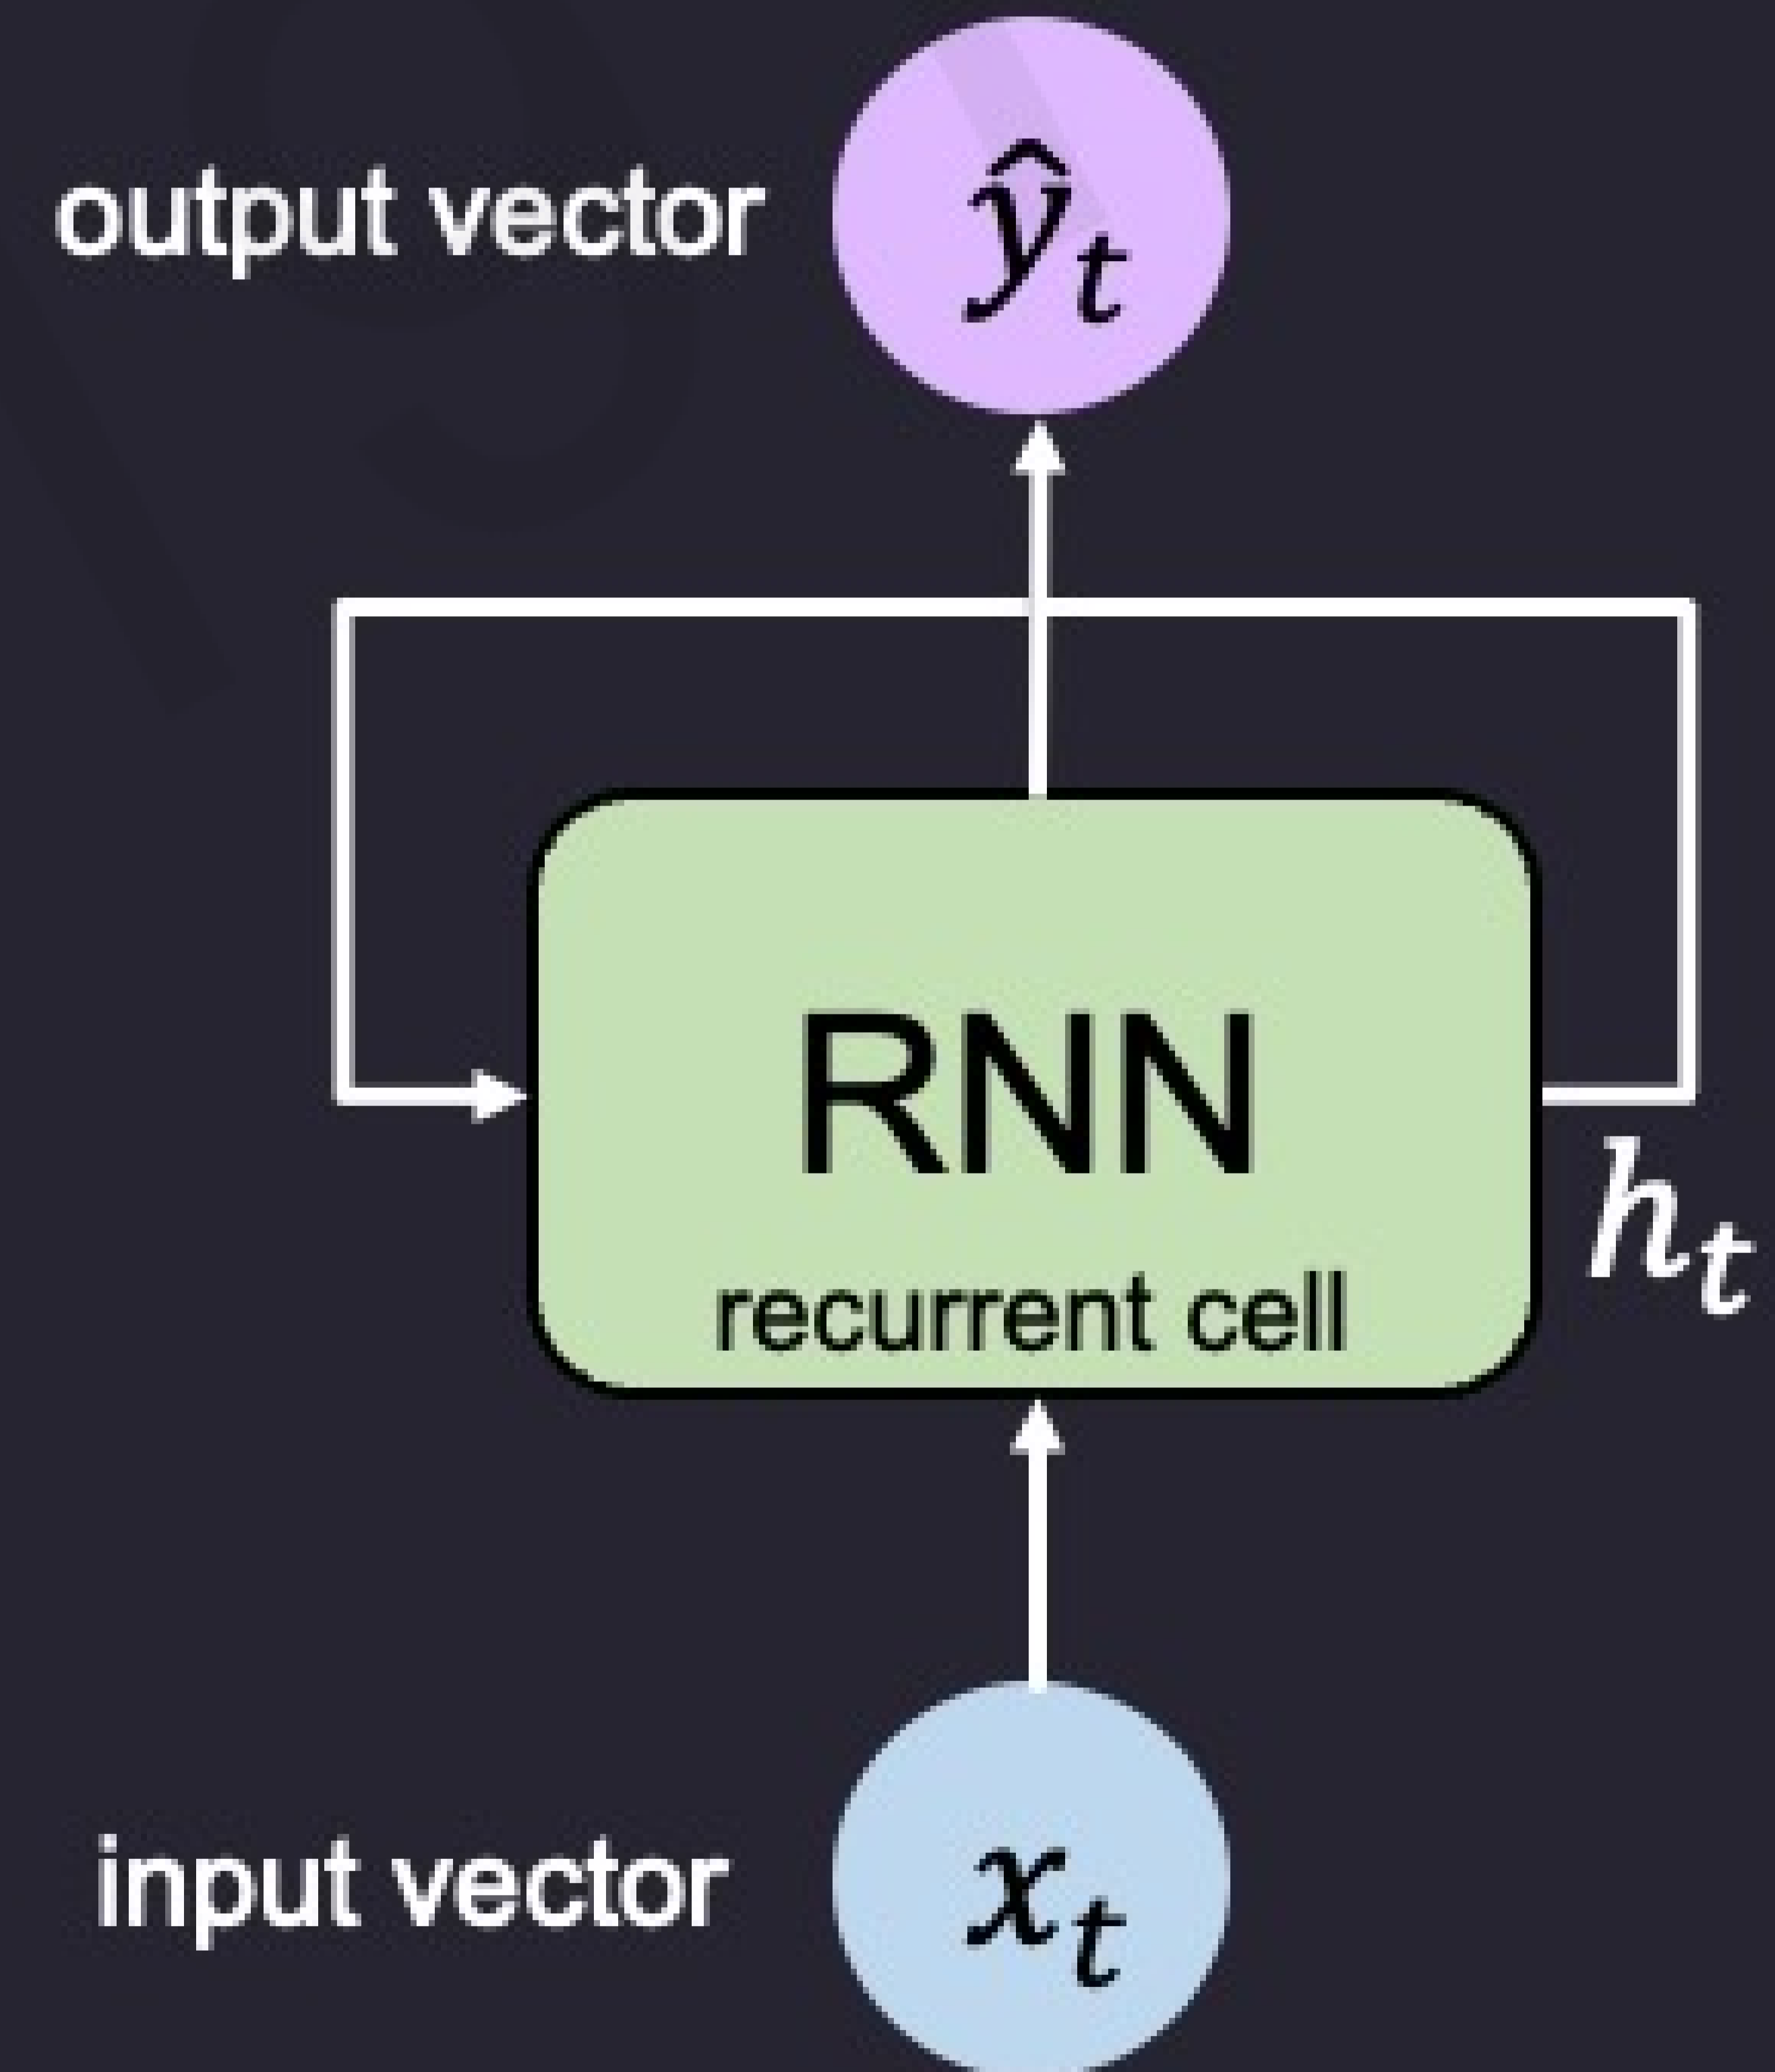 output vector
ŷt
RNN
recurrent cell
ht
input vector
xt